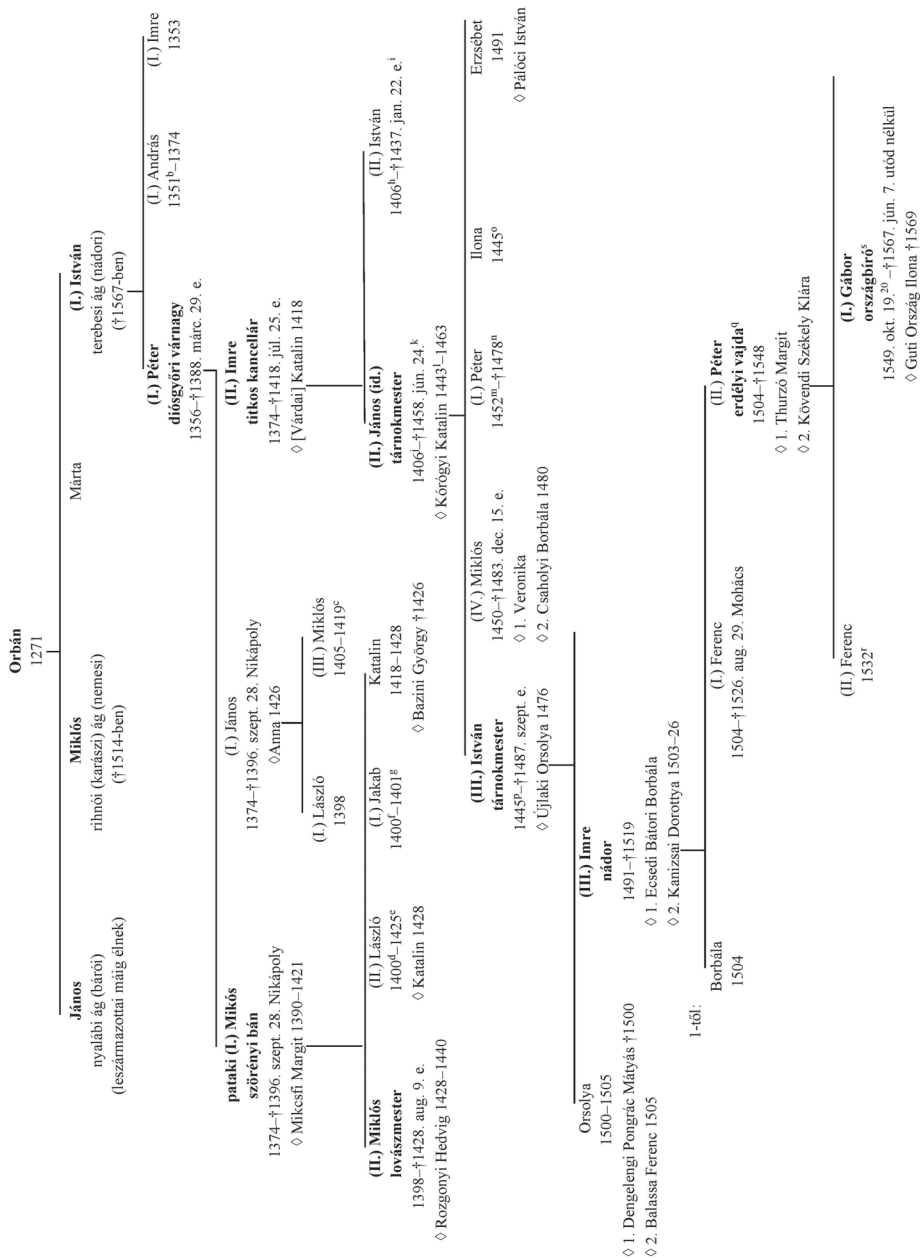 Orbán
1271
János
nyalábi ág (bárói)
(leszármazottai máig élnek)
Miklós
rihnói (karászi) ág (nemesi)
(†1514-ben)
Márta
(I.) István
terebesi ág (nádori)
(†1567-ben)
(I.) Péter
diósgyőri várnagy
1356–†1388. márc. 29. e.
(I.) András
1351ᵇ–1374
(I.) Imre
1353
pataki (I.) Mikós
szörényi bán
1374–†1396. szept. 28. Nikápoly
◊ Mikcsfi Margit 1390–1421
(I.) János
1374–†1396. szept. 28. Nikápoly
◊Anna 1426
(II.) Imre
titkos kancellár
1374–†1418. júl. 25. e.
◊ [Várdai] Katalin 1418
(I.) László
1398
(III.) Miklós
1405–1419ᶜ
(II.) Miklós
lovászmester
1398–†1428. aug. 9. e.
◊ Rozgonyi Hedvig 1428–1440
(II.) László
1400ᵈ–1425ᵉ
◊ Katalin 1428
(I.) Jakab
1400ᶠ–1401ᵍ
Katalin
1418–1428
◊ Bazini György †1426
(II.) János (id.)
tárnokmester
1406ʲ–†1458. jún. 24.ᵏ
◊ Kórógyi Katalin 1443ˡ–1463
(II.) István
1406ʰ–†1437. jan. 22. e.ⁱ
(III.) István
tárnokmester
1445ᵖ–†1487. szept. e.
◊ Újlaki Orsolya 1476
(IV.) Miklós
1450–†1483. dec. 15. e.
◊ 1. Veronika
◊ 2. Csaholyi Borbála 1480
(I.) Péter
1452ᵐ–†1478ⁿ
Ilona
1445ᵒ
Erzsébet
1491
◊ Pálóci István
Orsolya
1500–1505
◊ 1. Dengelengi Pongrác Mátyás †1500
◊ 2. Balassa Ferenc 1505
(III.) Imre
nádor
1491–†1519
◊ 1. Ecsedi Bátori Borbála
◊ 2. Kanizsai Dorottya 1503–26
1-től:
Borbála
1504
(I.) Ferenc
1504–†1526. aug. 29. Mohács
(II.) Péter
erdélyi vajda𐞥
1504–†1548
◊ 1. Thurzó Margit
◊ 2. Kövendi Székely Klára
(II.) Ferenc
1532ʳ
(I.) Gábor
országbíróˢ
1549. okt. 19.²⁰ –†1567. jún. 7. utód nélkül
◊ Guti Ország Ilona †1569